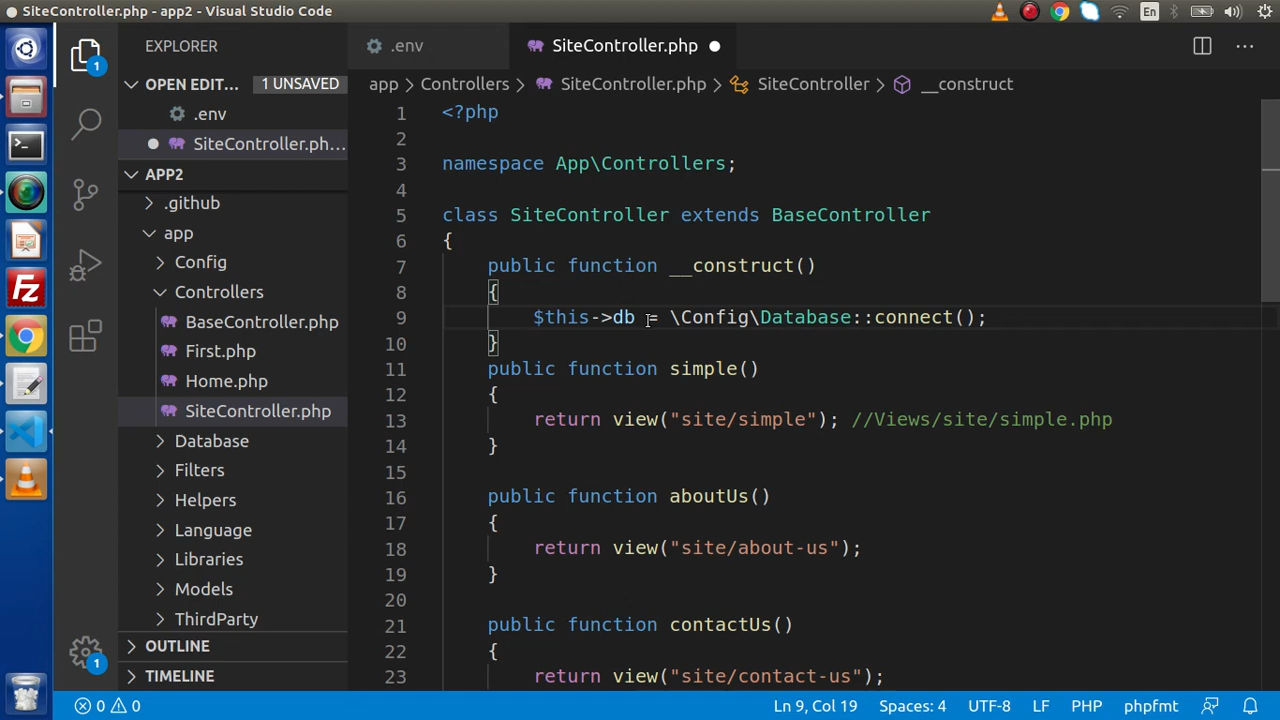 SiteController.php - app2 - Visual Studio Code
En
EXPLORER
OPEN EDIT... 1 UNSAVED
.env
SiteController.ph...
APP2
.github
app
Config
Controllers
BaseController.php
First.php
Home.php
SiteController.php
Database
Filters
Helpers
Language
Libraries
Models
ThirdParty
OUTLINE
TIMELINE
1
1
.env
SiteController.php
app > Controllers > SiteController.php > SiteController > __construct
1 <?php
2
3 namespace App\Controllers;
4
5 class SiteController extends BaseController
6 {
7 public function __construct()
8 {
9 $this->db = \Config\Database::connect();
10 }
11 public function simple()
12 {
13 return view("site/simple"); //Views/site/simple.php
14 }
15
16 public function aboutUs()
17 {
18 return view("site/about-us");
19 }
20
21 public function contactUs()
22 {
23 return view("site/contact-us");
0 0 Ln 9, Col 19 Spaces: 4 UTF-8 LF PHP phpfmt